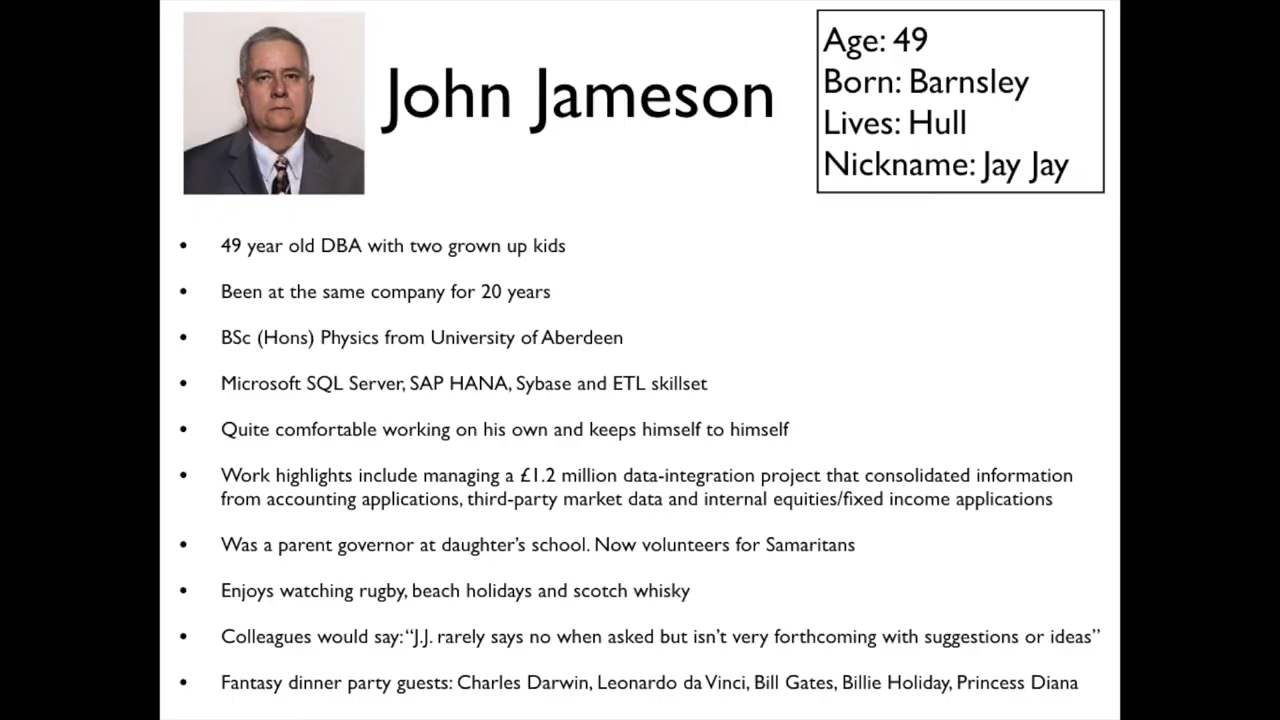 John Jameson
Age: 49
Born: Barnsley
Lives: Hull
Nickname: Jay Jay
• 49 year old DBA with two grown up kids
• Been at the same company for 20 years
• BSc (Hons) Physics from University of Aberdeen
• Microsoft SQL Server, SAP HANA, Sybase and ETL skillset
• Quite comfortable working on his own and keeps himself to himself
• Work highlights include managing a £1.2 million data-integration project that consolidated information
from accounting applications, third-party market data and internal equities/fixed income applications
• Was a parent governor at daughter’s school. Now volunteers for Samaritans
• Enjoys watching rugby, beach holidays and scotch whisky
• Colleagues would say: “J.J. rarely says no when asked but isn’t very forthcoming with suggestions or ideas”
• Fantasy dinner party guests: Charles Darwin, Leonardo da Vinci, Bill Gates, Billie Holiday, Princess Diana